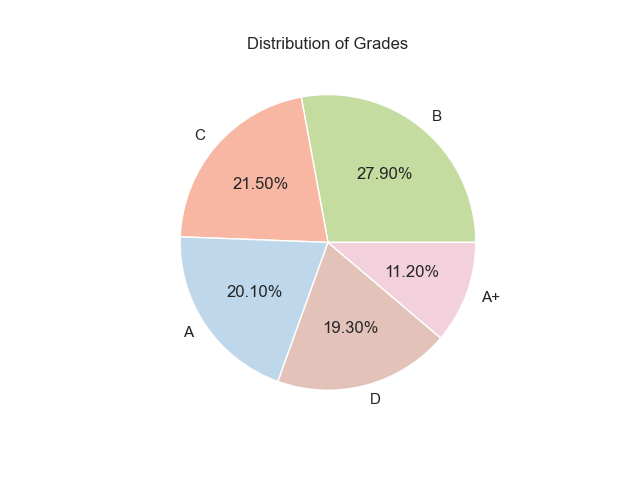 Distribution of Grades
B
C
27.90%
21.50%
11.20%
20.10%
A+
19.30%
A
D